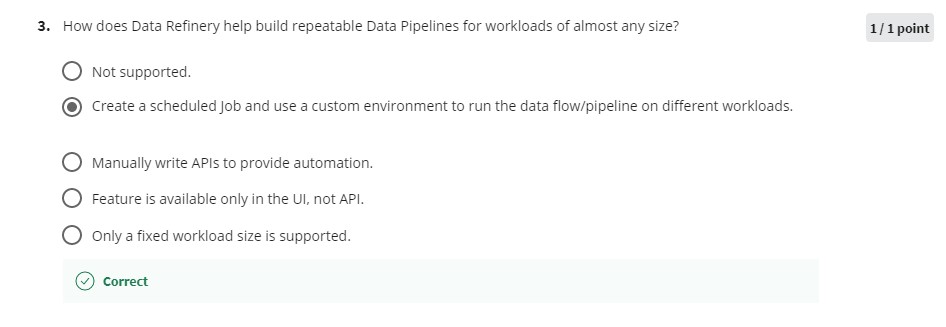 3. How does Data Refinery help build repeatable Data Pipelines for workloads of almost any size?
1 / 1 point
Not supported.
Create a scheduled Job and use a custom environment to run the data flow/pipeline on different workloads.
Manually write APIs to provide automation.
Feature is available only in the UI, not API.
Only a fixed workload size is supported.
Correct